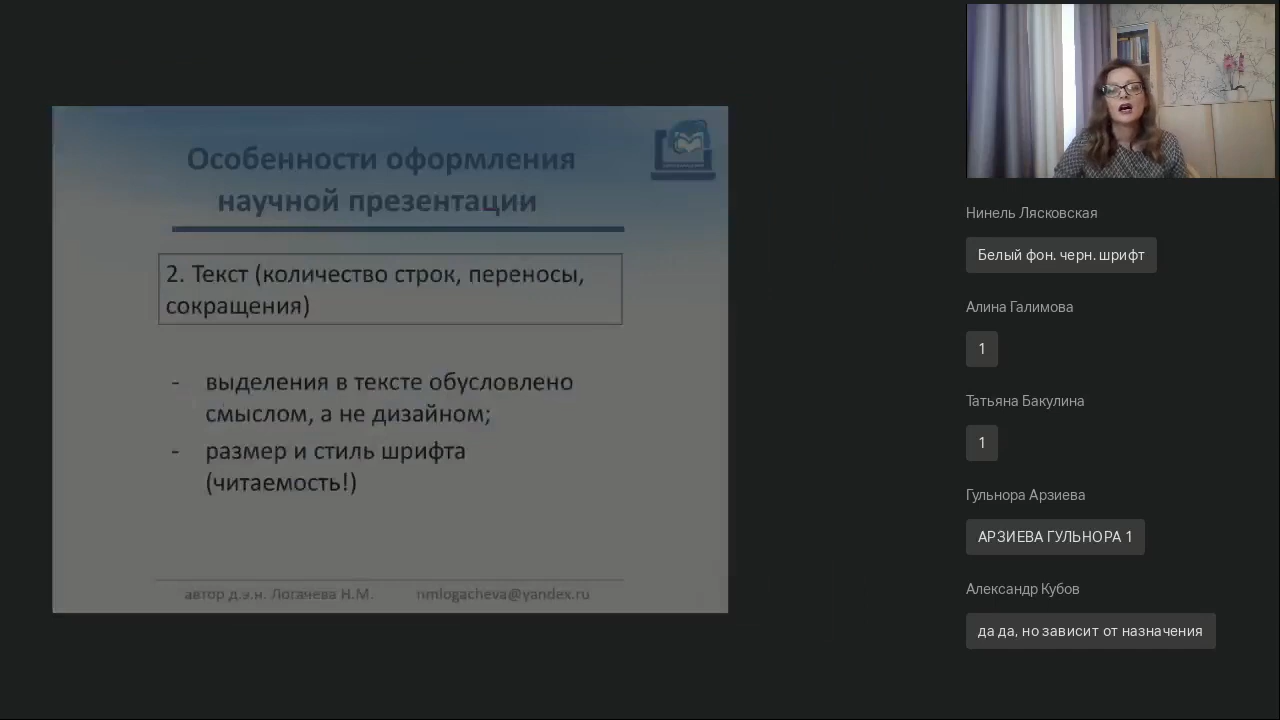 Особенности оформления
научной презентации
2. Текст (количество строк, переносы,
сокращения)
- выделения в тексте обусловлено
смыслом, а не дизайном;
- размер и стиль шрифта
(читаемость!)
автор д.э.н. Логачева Н.М. nmlogacheva@yandex.ru
Нинель Лясковская
Белый фон. черн. шрифт
Алина Галимова
1
Татьяна Бакулина
1
Гульнора Арзиева
АРЗИЕВА ГУЛЬНОРА 1
Александр Кубов
да да, но зависит от назначения